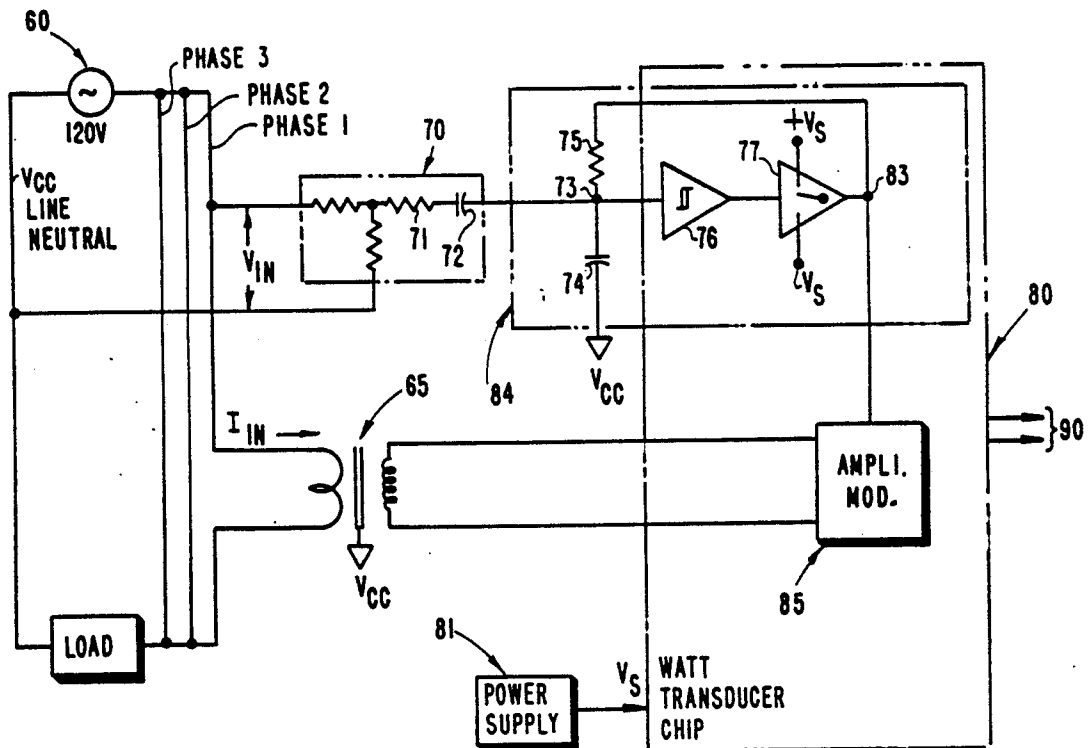 60
PHASE 3
PHASE 2
PHASE 1
~
120V
VCC
LINE
NEUTRAL
VIN
70
71
72
75
73
74
76
77
+VS
-VS
83
84
VCC
80
IIN
65
VCC
90
AMPLI.
MOD.
85
LOAD
81
POWER
SUPPLY
VS
WATT
TRANSDUCER
CHIP